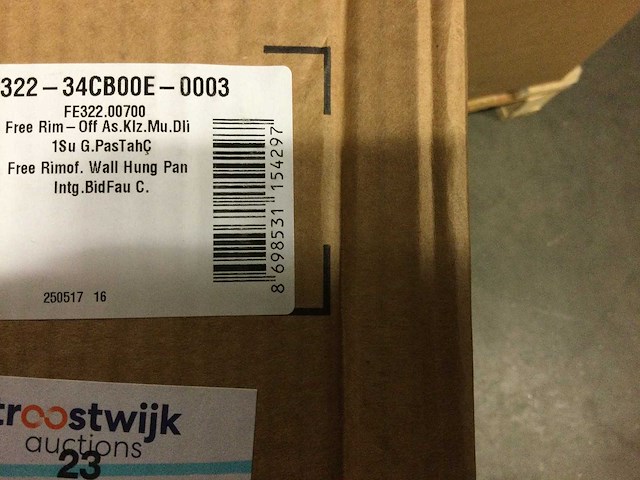 322-34CB00E-0003
FE322.00700
Free Rim-Off As.Klz.Mu.Dli
1Su G.PasTahÇ
Free Rimof. Wall Hung Pan
Intg.BidFau C.
8 698531 154297
250517 16
troostwijk
auctions
23